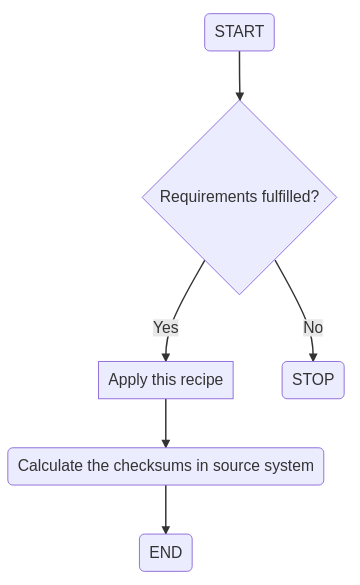 START
Requirements fulfilled?
Yes
No
Apply this recipe
STOP
Calculate the checksums in source system
END